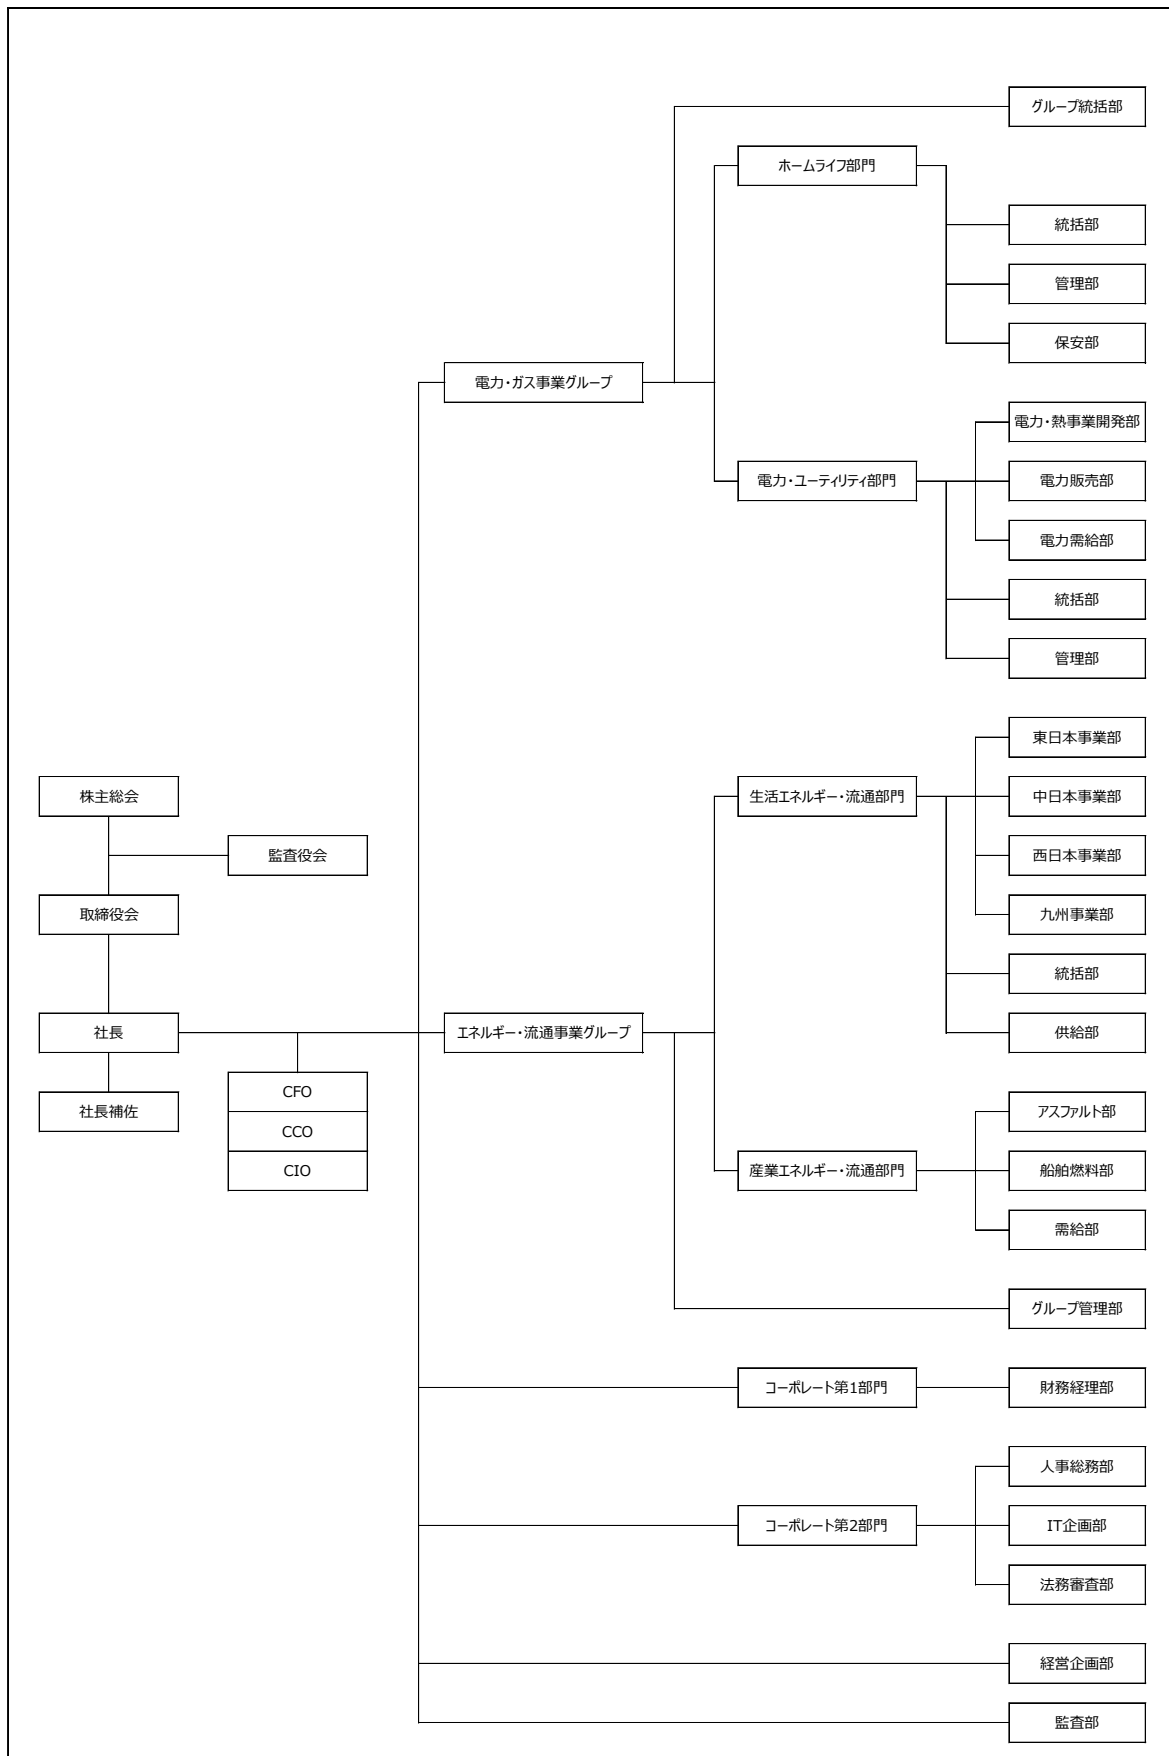 グループ統括部
ホームライフ部門
統括部
管理部
保安部
電力・ガス事業グループ
電力・熱事業開発部
電力・ユーティリティ部門
電力販売部
電力需給部
統括部
管理部
東日本事業部
株主総会
生活エネルギー・流通部門
中日本事業部
監査役会
西日本事業部
取締役会
九州事業部
統括部
社長
エネルギー・流通事業グループ
供給部
CFO
社長補佐
アスファルト部
CCO
CIO
産業エネルギー・流通部門
船舶燃料部
需給部
グループ管理部
コーポレート第1部門
財務経理部
人事総務部
コーポレート第2部門
IT企画部
法務審査部
経営企画部
監査部